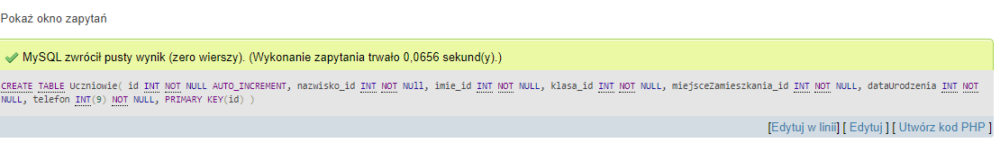 Pokaż okno zapytań
MySQL zwrócił pusty wynik (zero wierszy). (Wykonanie zapytania trwało 0,0656 sekund(y).)
CREATE TABLE Uczniowie( id INT NOT NULL AUTO_INCREMENT, nazwisko_id INT NOT NUll, imie_id INT NOT NULL, klasa_id INT NOT NULL, miejsceZamieszkania_id INT NOT NULL, dataUrodzenia INT NOT
NULL, telefon INT(9) NOT NULL, PRIMARY KEY(id) )
[Edytuj w linii] [ Edytuj ] [ Utwórz kod PHP ]